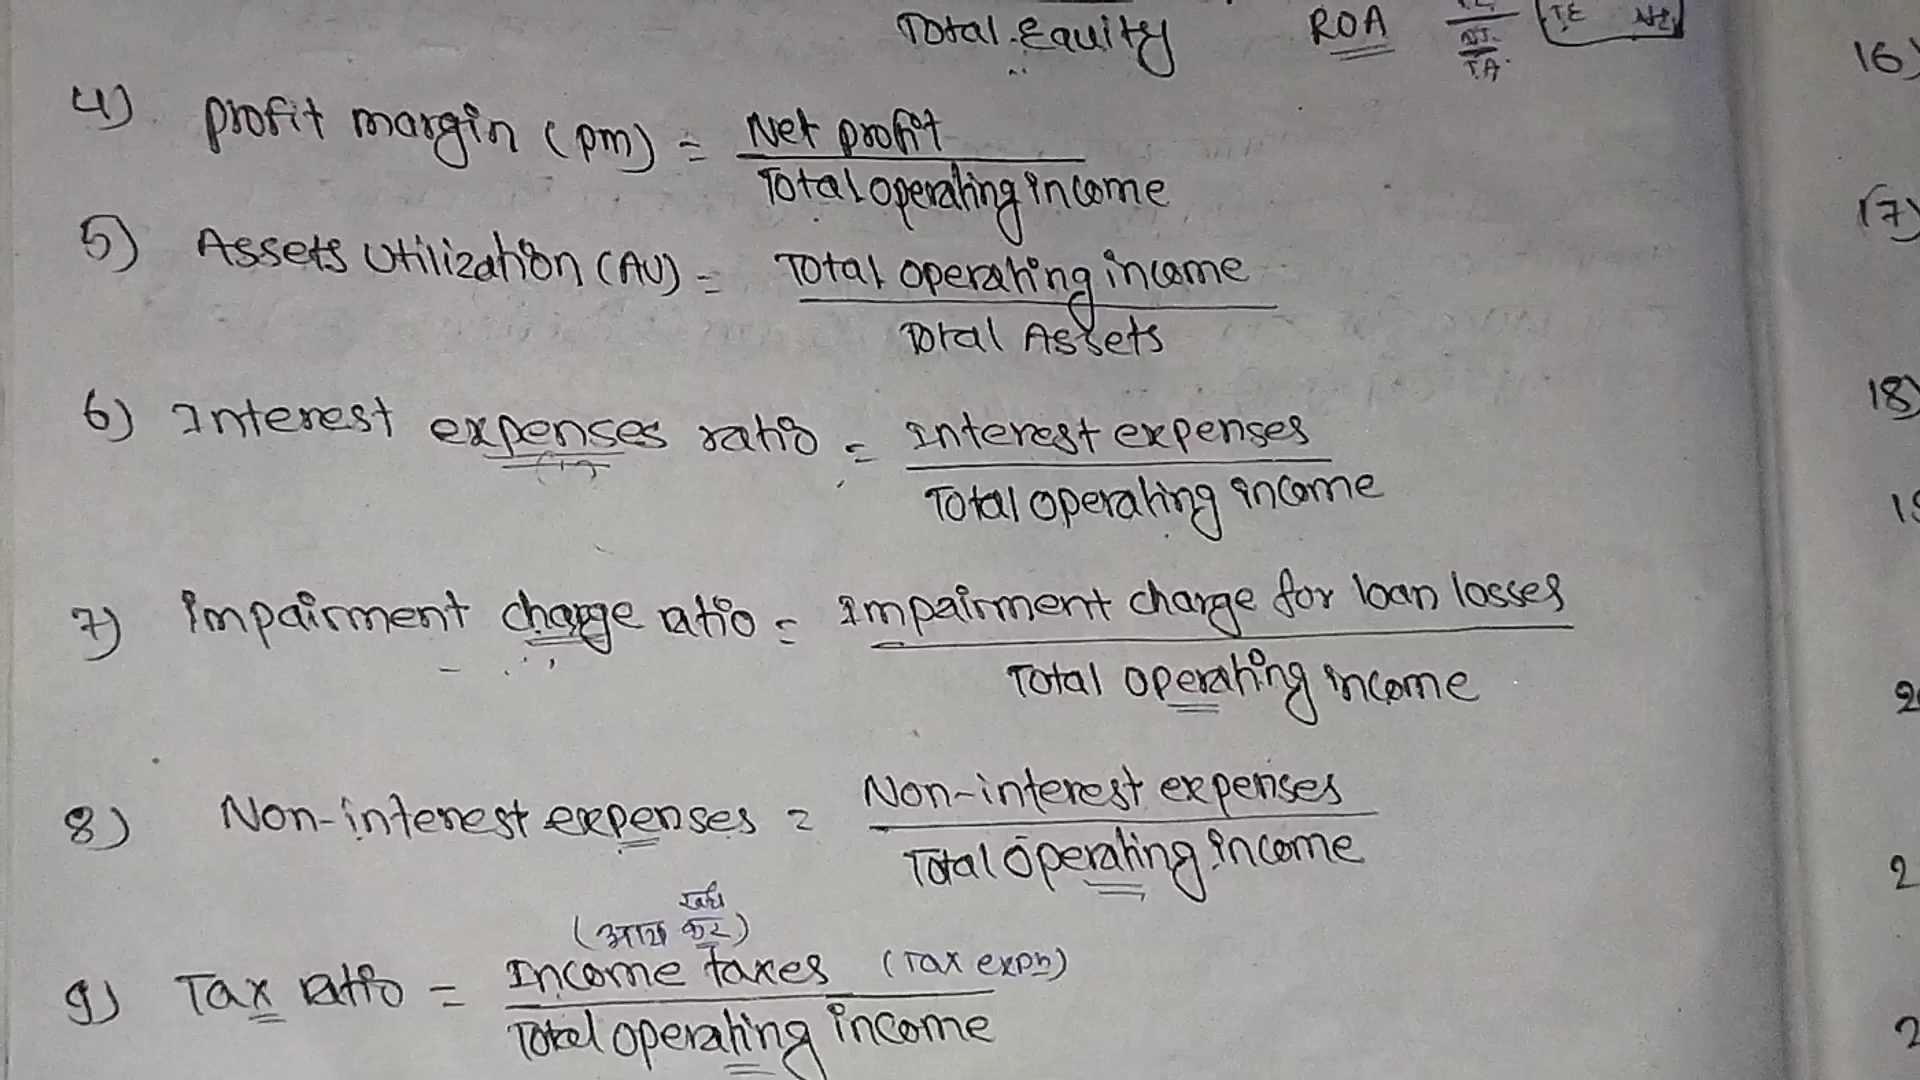 Total Equity ROA TE NI
TA
16)
4) profit margin (pm) = Net profit
Total operating income
17)
5) Assets Utilization (AU) = Total operating income
Total Assets
18)
6) Interest expenses ratio = Interest expenses
Total operating income
7) Impairment charge ratio = Impairment charge for loan losses
Total operating income
8) Non-interest expenses = Non-interest expenses
Total operating income
(आय कर)
9) Tax ratio = Income taxes (Tax expn)
Total operating income